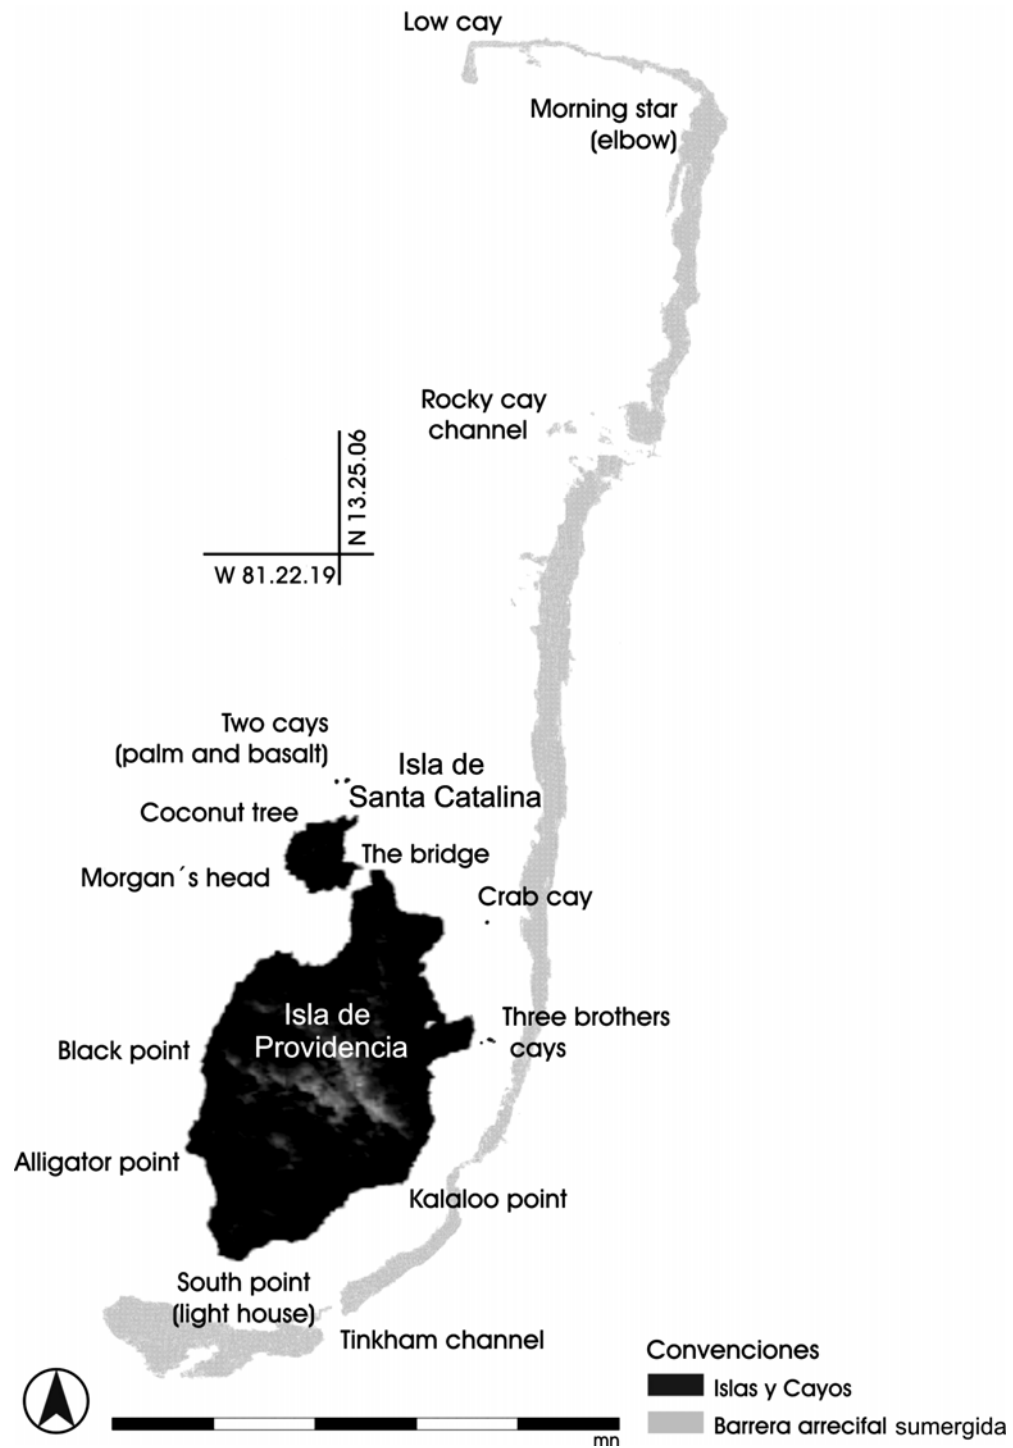 Low cay
Morning star
(elbow)
Rocky cay
channel
N 13.25.06
W 81.22.19
Two cays
(palm and basalt)
Isla de
Santa Catalina
Coconut tree
The bridge
Morgan´s head
Crab cay
Isla de
Providencia
Three brothers
cays
Black point
Alligator point
Kalaloo point
South point
(light house)
Tinkham channel
Convenciones
Islas y Cayos
Barrera arrecifal sumergida
mn